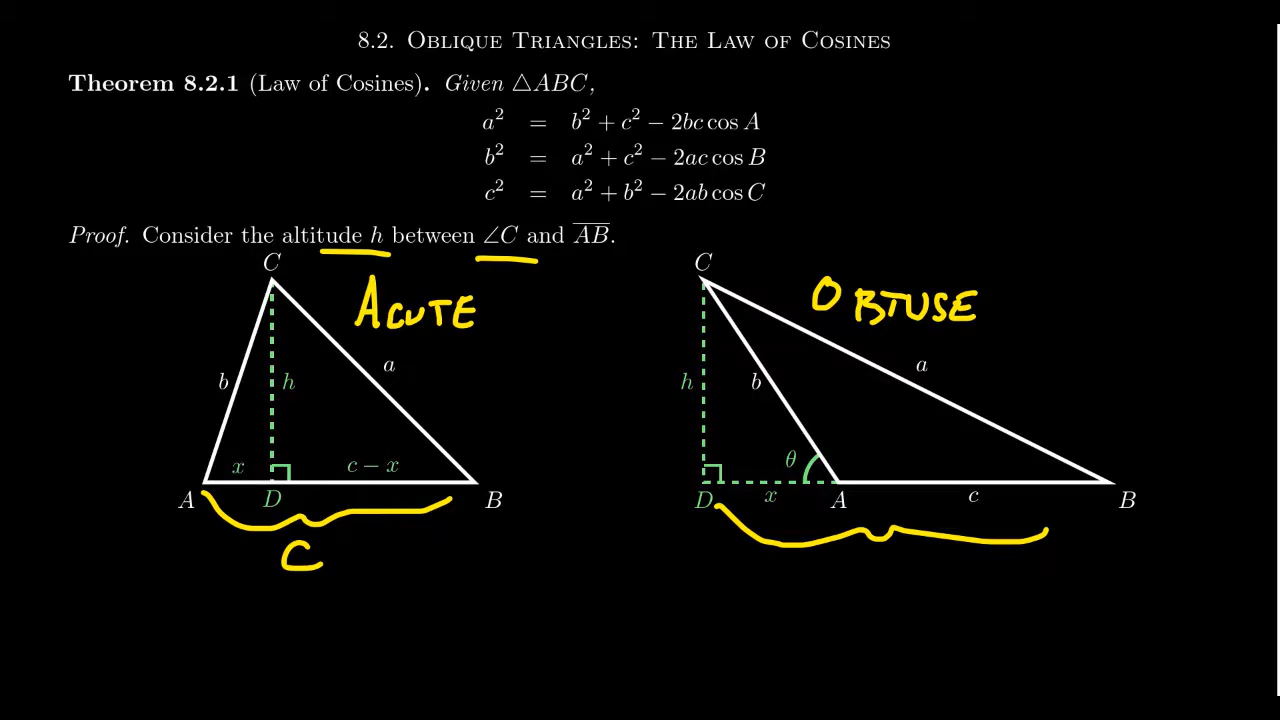 8.2. OBLIQUE TRIANGLES: THE LAW OF COSINES
Theorem 8.2.1 (Law of Cosines). Given △ABC,
a² = b² + c² − 2bc cos A
b² = a² + c² − 2ac cos B
c² = a² + b² − 2ab cos C
Proof. Consider the altitude h between ∠C and A̅B̅.
C
ACUTE
b
h
a
x
c − x
A
D
B
C
C
OBTUSE
h
b
a
θ
D
x
A
c
B